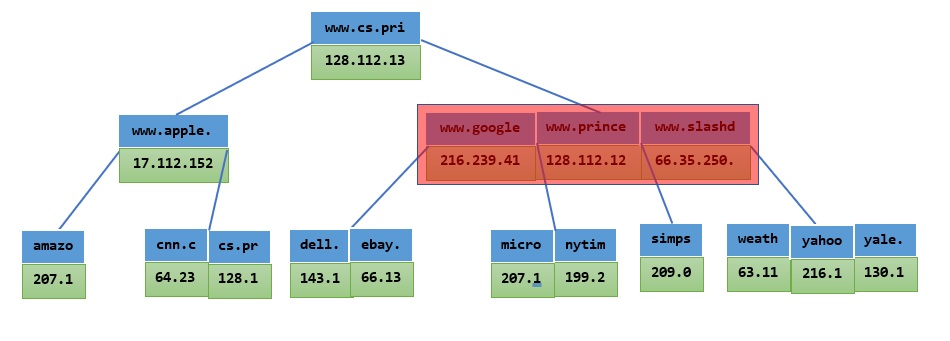 www.cs.pri
128.112.13
www.apple.
17.112.152
www.google www.prince www.slashd
216.239.41 128.112.12 66.35.250.
amazo
207.1
cnn.c cs.pr
64.23 128.1
dell. ebay.
143.1 66.13
micro nytim
207.1 199.2
simps
209.0
weath yahoo yale.
63.11 216.1 130.1